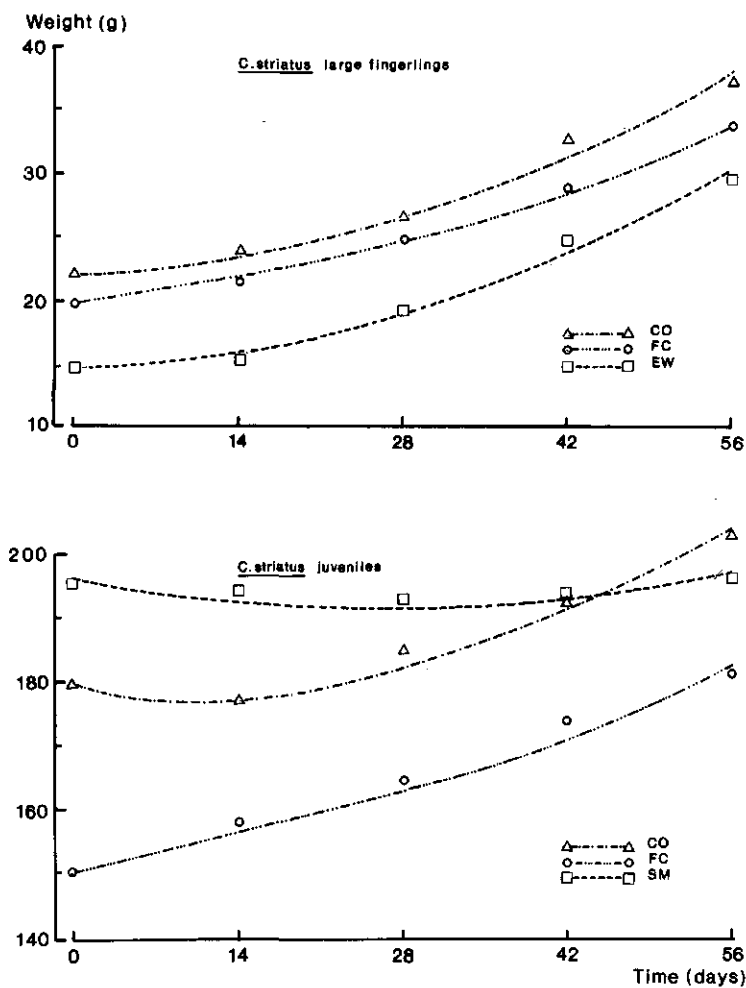 Weight (g)
C.striatus large fingerlings
40
30
20
10
CO
FC
EW
0 14 28 42 56
C.striatus juveniles
200
180
160
140
CO
FC
SM
0 14 28 42 56
Time (days)